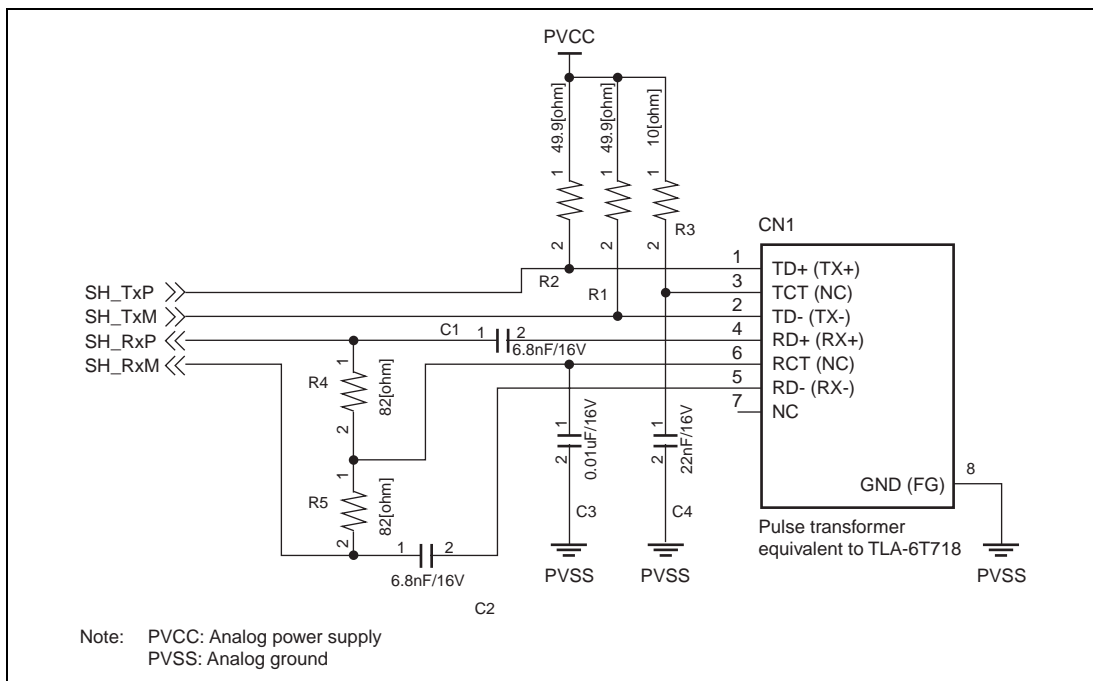 PVCC
49.9[ohm]
49.9[ohm]
10[ohm]
1
1
1
2
2
2
R3
R2
R1
CN1
SH_TxP
SH_TxM
SH_RxP
SH_RxM
1
TD+ (TX+)
3
TCT (NC)
2
TD- (TX-)
4
RD+ (RX+)
6
RCT (NC)
5
RD- (RX-)
7
NC
GND (FG)
8
C1
1
2
6.8nF/16V
1
R4
82[ohm]
2
1
R5
82[ohm]
2
1
2
6.8nF/16V
C2
1
2
0.01uF/16V
C3
PVSS
1
2
22nF/16V
C4
PVSS
Pulse transformer
equivalent to TLA-6T718
PVSS
Note: PVCC: Analog power supply
PVSS: Analog ground